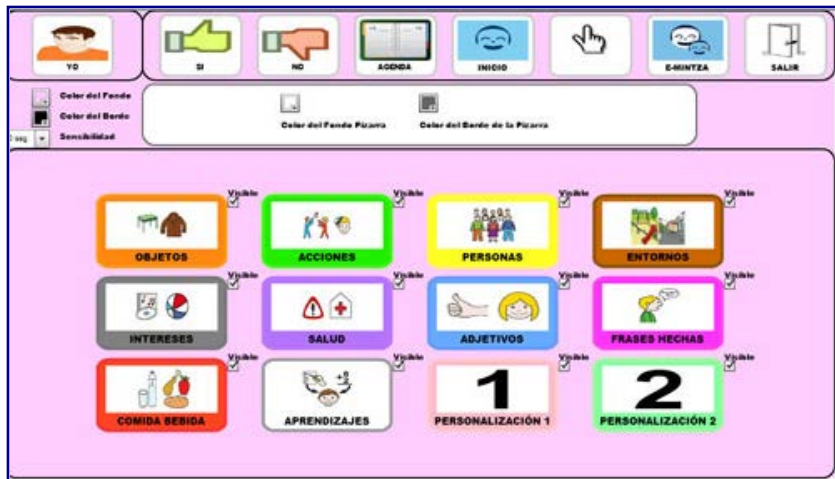 YO
SI
NO
AGENDA
INICIO
E-MINTZA
SALIR
Color del Fondo
Color del Borde
Sensibilidad
seg
Color del Fondo Pizarra
Color del Borde de la Pizarra
Visible
Visible
Visible
Visible
OBJETOS
ACCIONES
PERSONAS
ENTORNOS
Visible
Visible
Visible
Visible
INTERESES
SALUD
ADJETIVOS
FRASES HECHAS
Visible
Visible
Visible
Visible
1
2
COMIDA BEBIDA
APRENDIZAJES
PERSONALIZACIÓN 1
PERSONALIZACIÓN 2